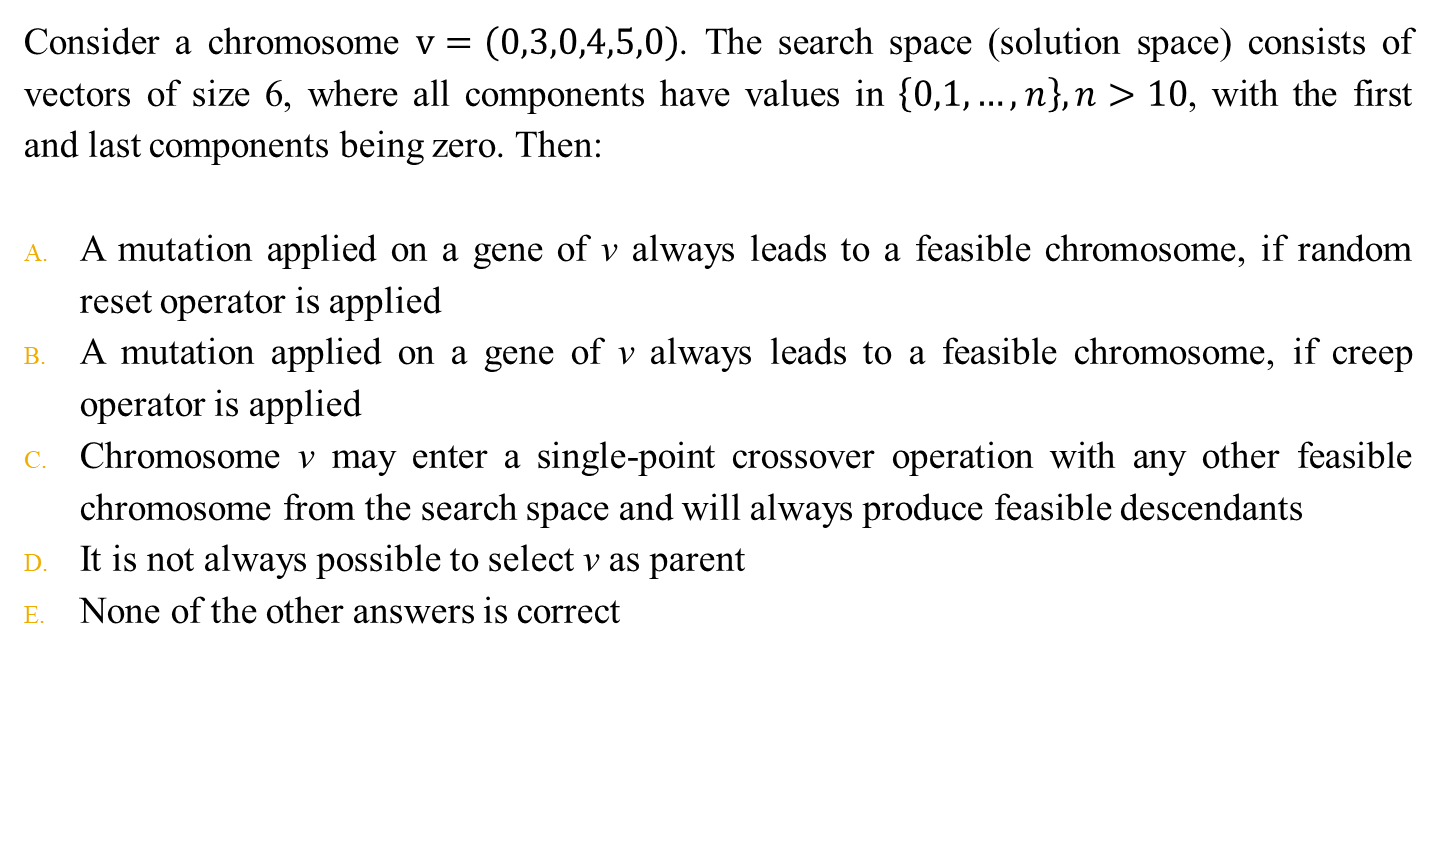 Consider a chromosome v = (0,3,0,4,5,0). The search space (solution space) consists of
vectors of size 6, where all components have values in {0,1, … , n}, n > 10, with the first
and last components being zero. Then:
A. A mutation applied on a gene of v always leads to a feasible chromosome, if random
reset operator is applied
B. A mutation applied on a gene of v always leads to a feasible chromosome, if creep
operator is applied
C. Chromosome v may enter a single-point crossover operation with any other feasible
chromosome from the search space and will always produce feasible descendants
D. It is not always possible to select v as parent
E. None of the other answers is correct